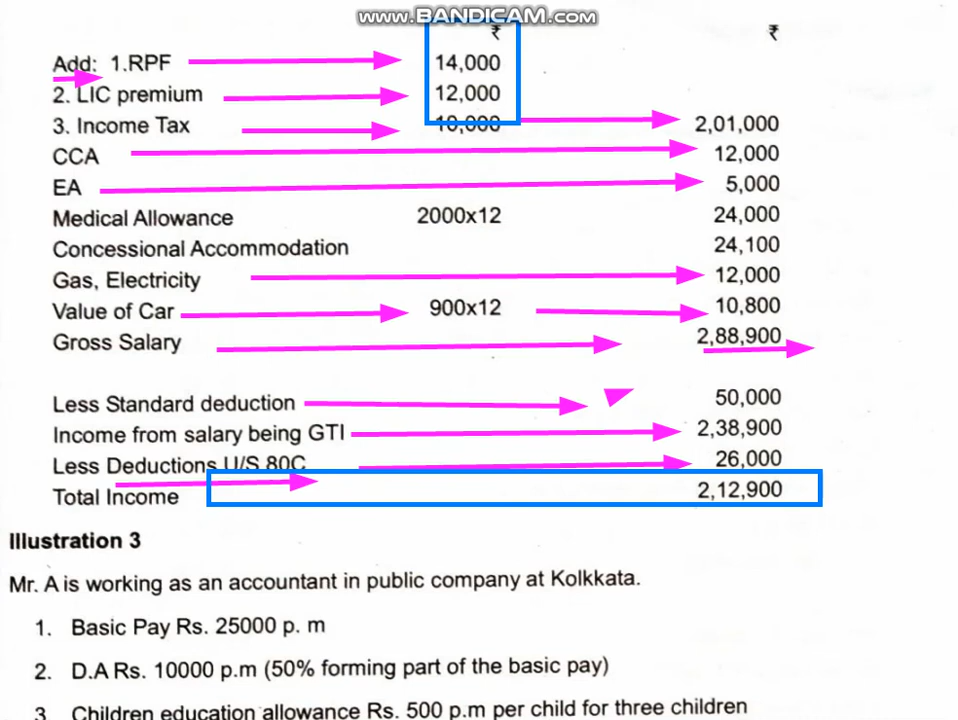 www.BANDICAM.com
₹ ₹
Add: 1.RPF 14,000
2. LIC premium 12,000
3. Income Tax 10,000 2,01,000
CCA 12,000
EA 5,000
Medical Allowance 2000x12 24,000
Concessional Accommodation 24,100
Gas, Electricity 12,000
Value of Car 900x12 10,800
Gross Salary 2,88,900
Less Standard deduction 50,000
Income from salary being GTI 2,38,900
Less Deductions U/S 80C 26,000
Total Income 2,12,900
Illustration 3
Mr. A is working as an accountant in public company at Kolkkata.
1. Basic Pay Rs. 25000 p. m
2. D.A Rs. 10000 p.m (50% forming part of the basic pay)
3 Children education allowance Rs. 500 p.m per child for three children